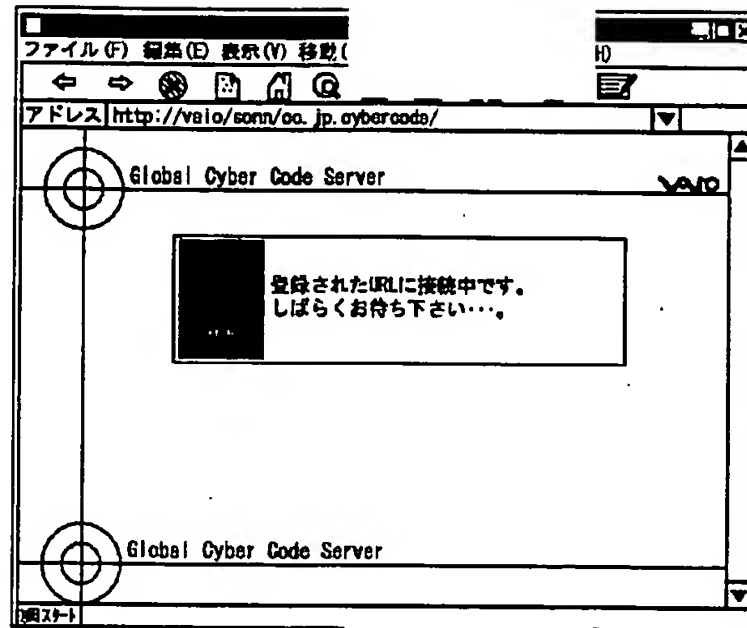 ファイル(F) 編集(E) 表示(V) 移動(
H)
アドレス http://vaio/sonn/co.jp.cybercode/
Global Cyber Code Server
VAIO
登録されたURLに接続中です。
しばらくお待ち下さい・・・。
Global Cyber Code Server
スタート